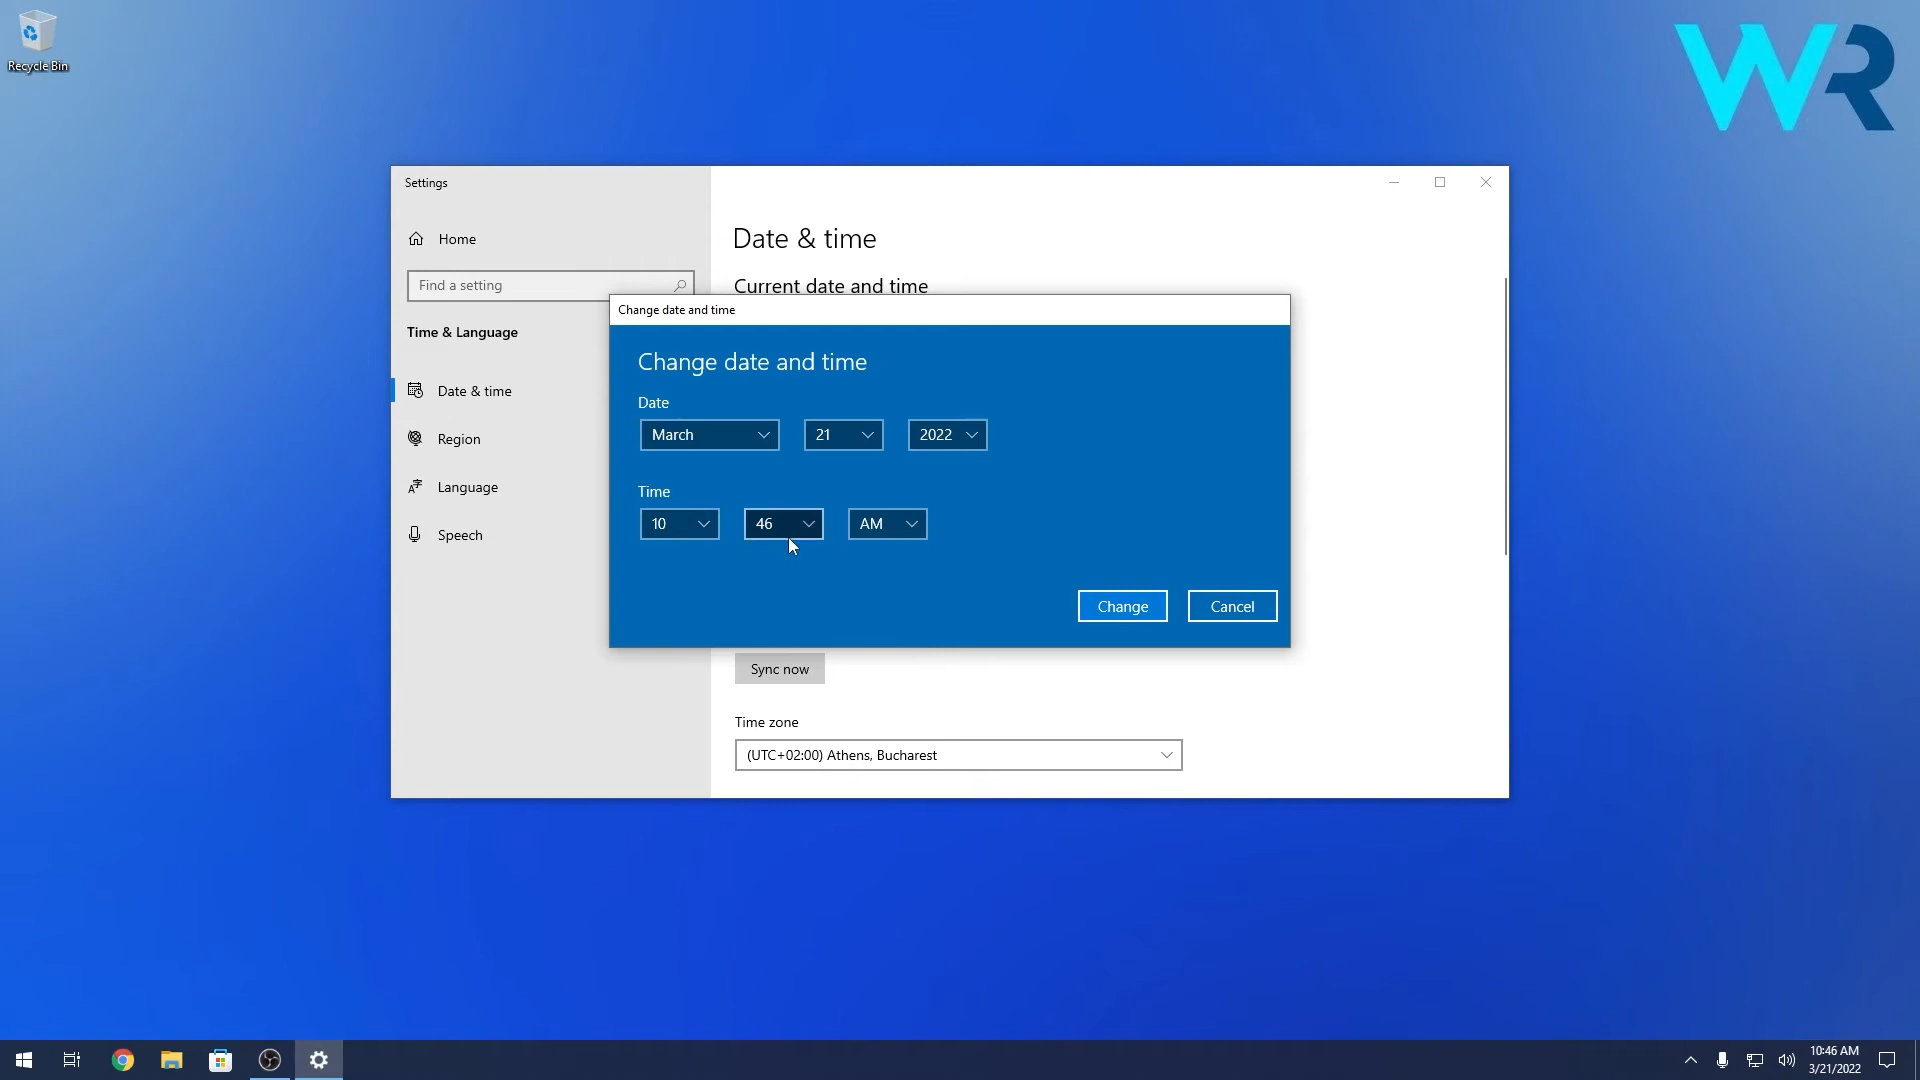 Recycle Bin
WR
Settings
Home
Find a setting
Time & Language
Date & time
Region
Language
Speech
Date & time
Current date and time
Change date and time
Change date and time
Date
March 21 2022
Time
10 46 AM
Change Cancel
Sync now
Time zone
(UTC+02:00) Athens, Bucharest
10:46 AM
3/21/2022